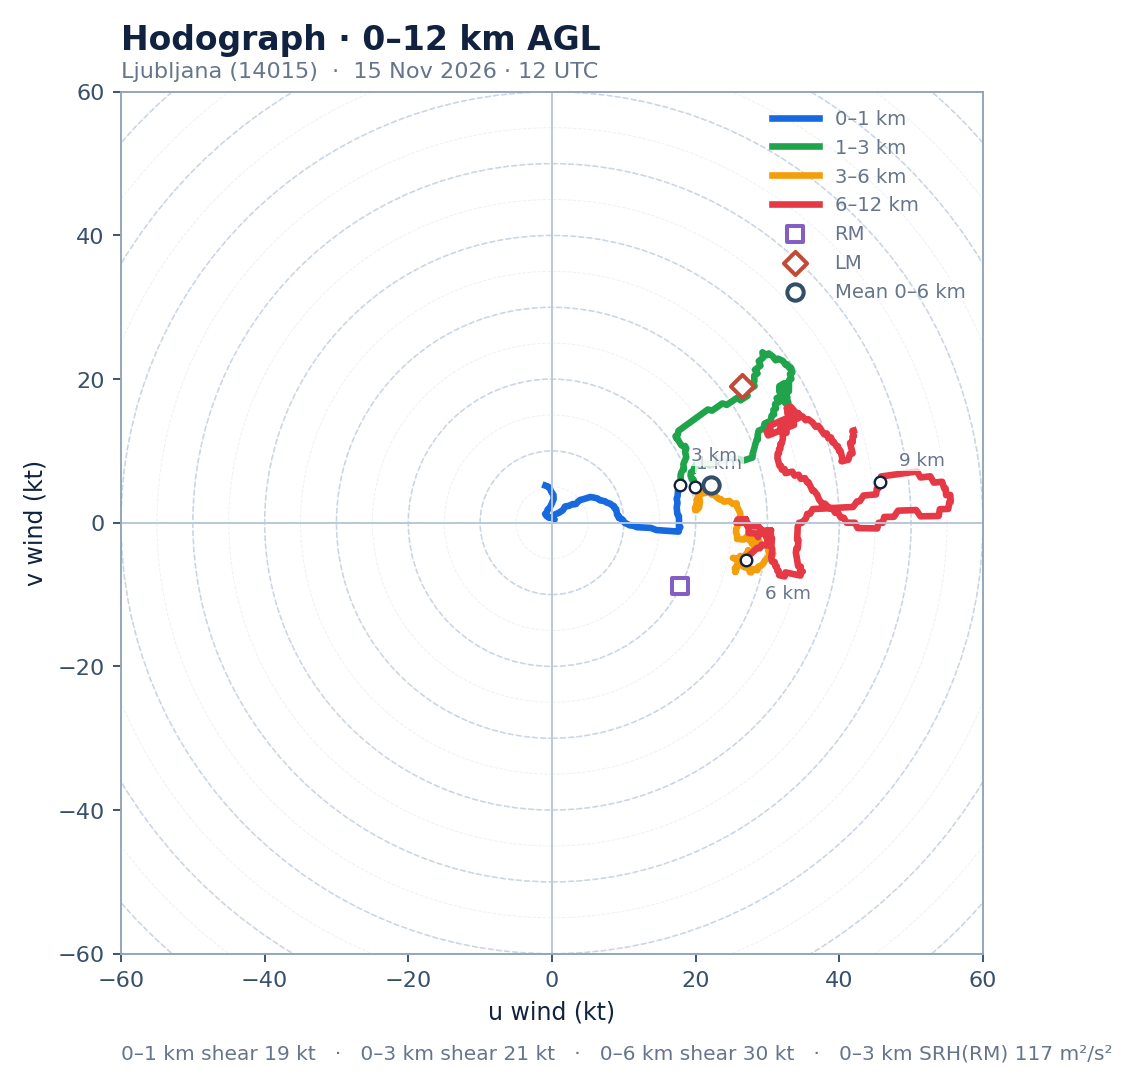 Hodograph · 0–12 km AGL
Ljubljana (14015) · 15 Nov 2026 · 12 UTC
0–1 km
1–3 km
3–6 km
6–12 km
RM
LM
Mean 0–6 km
60
40
20
0
−20
−40
−60
v wind (kt)
3 km
1 km
9 km
6 km
−60
−40
−20
0
20
40
60
u wind (kt)
0–1 km shear 19 kt · 0–3 km shear 21 kt · 0–6 km shear 30 kt · 0–3 km SRH(RM) 117 m²/s²